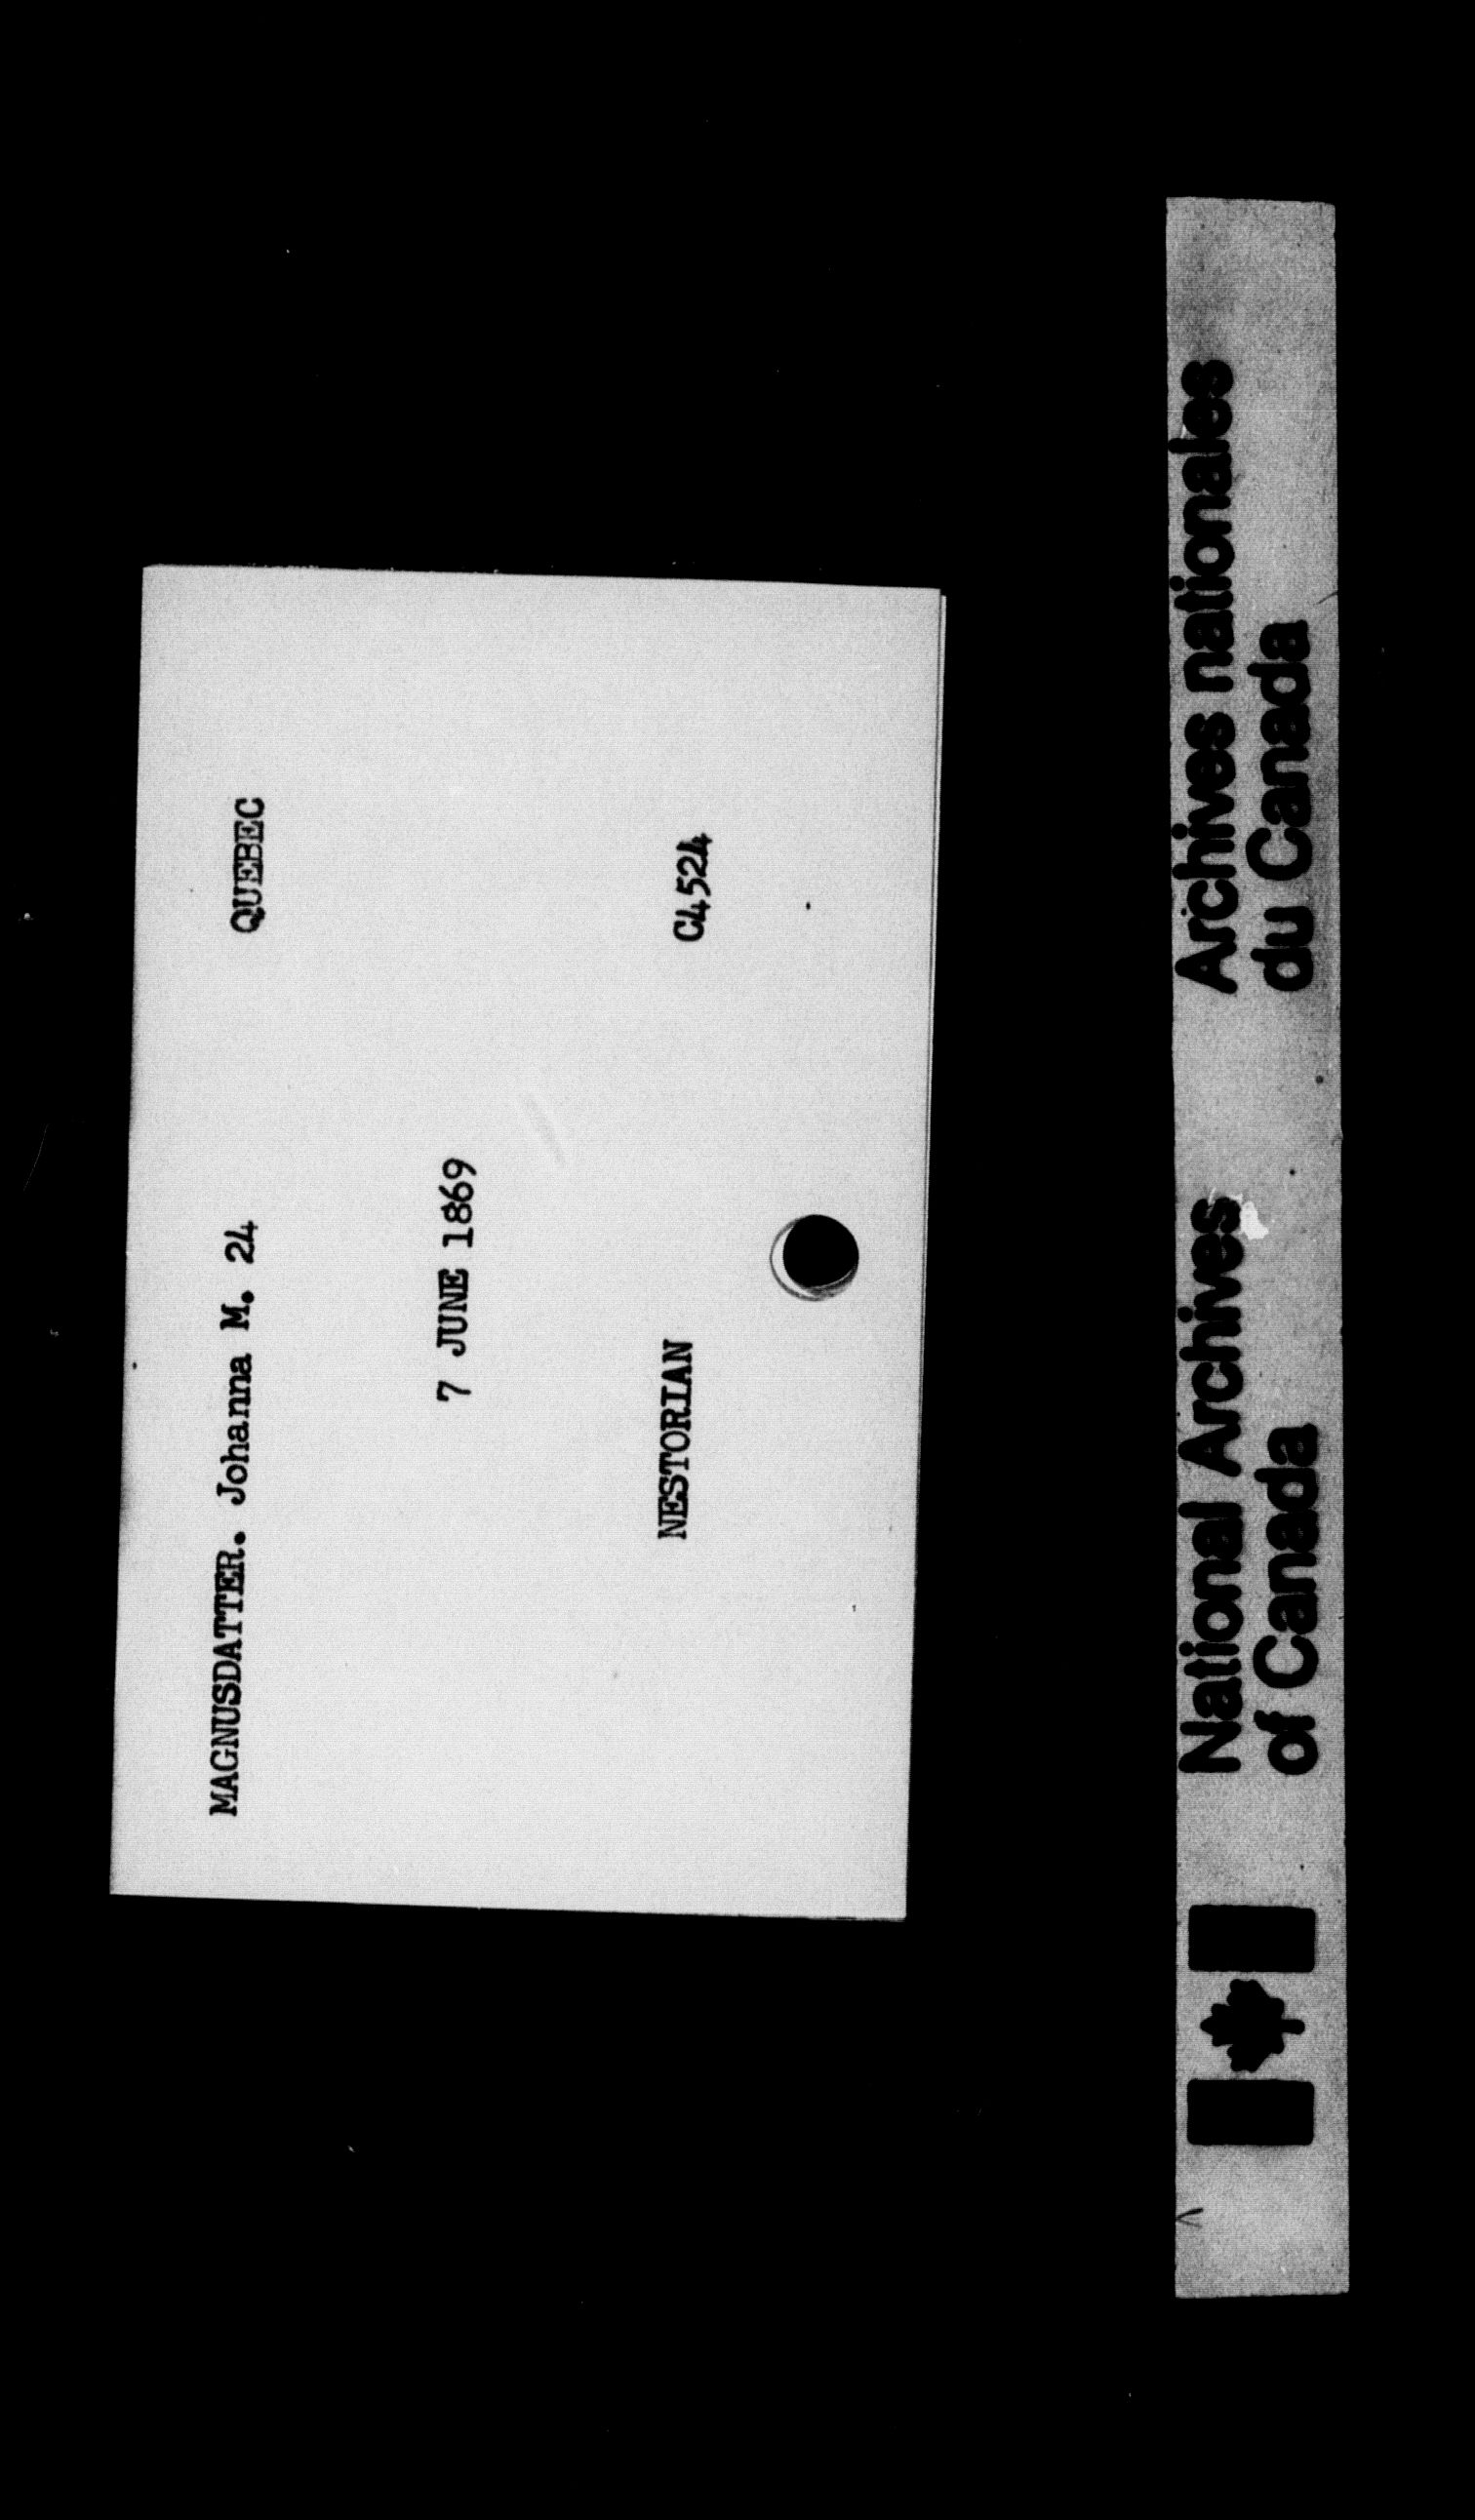 MAGNUSDATTER. Johanna M. 24 QUEBEC
7 JUNE 1869
NESTORIAN C4524
National Archives
of Canada
Archives nationales
du Canada